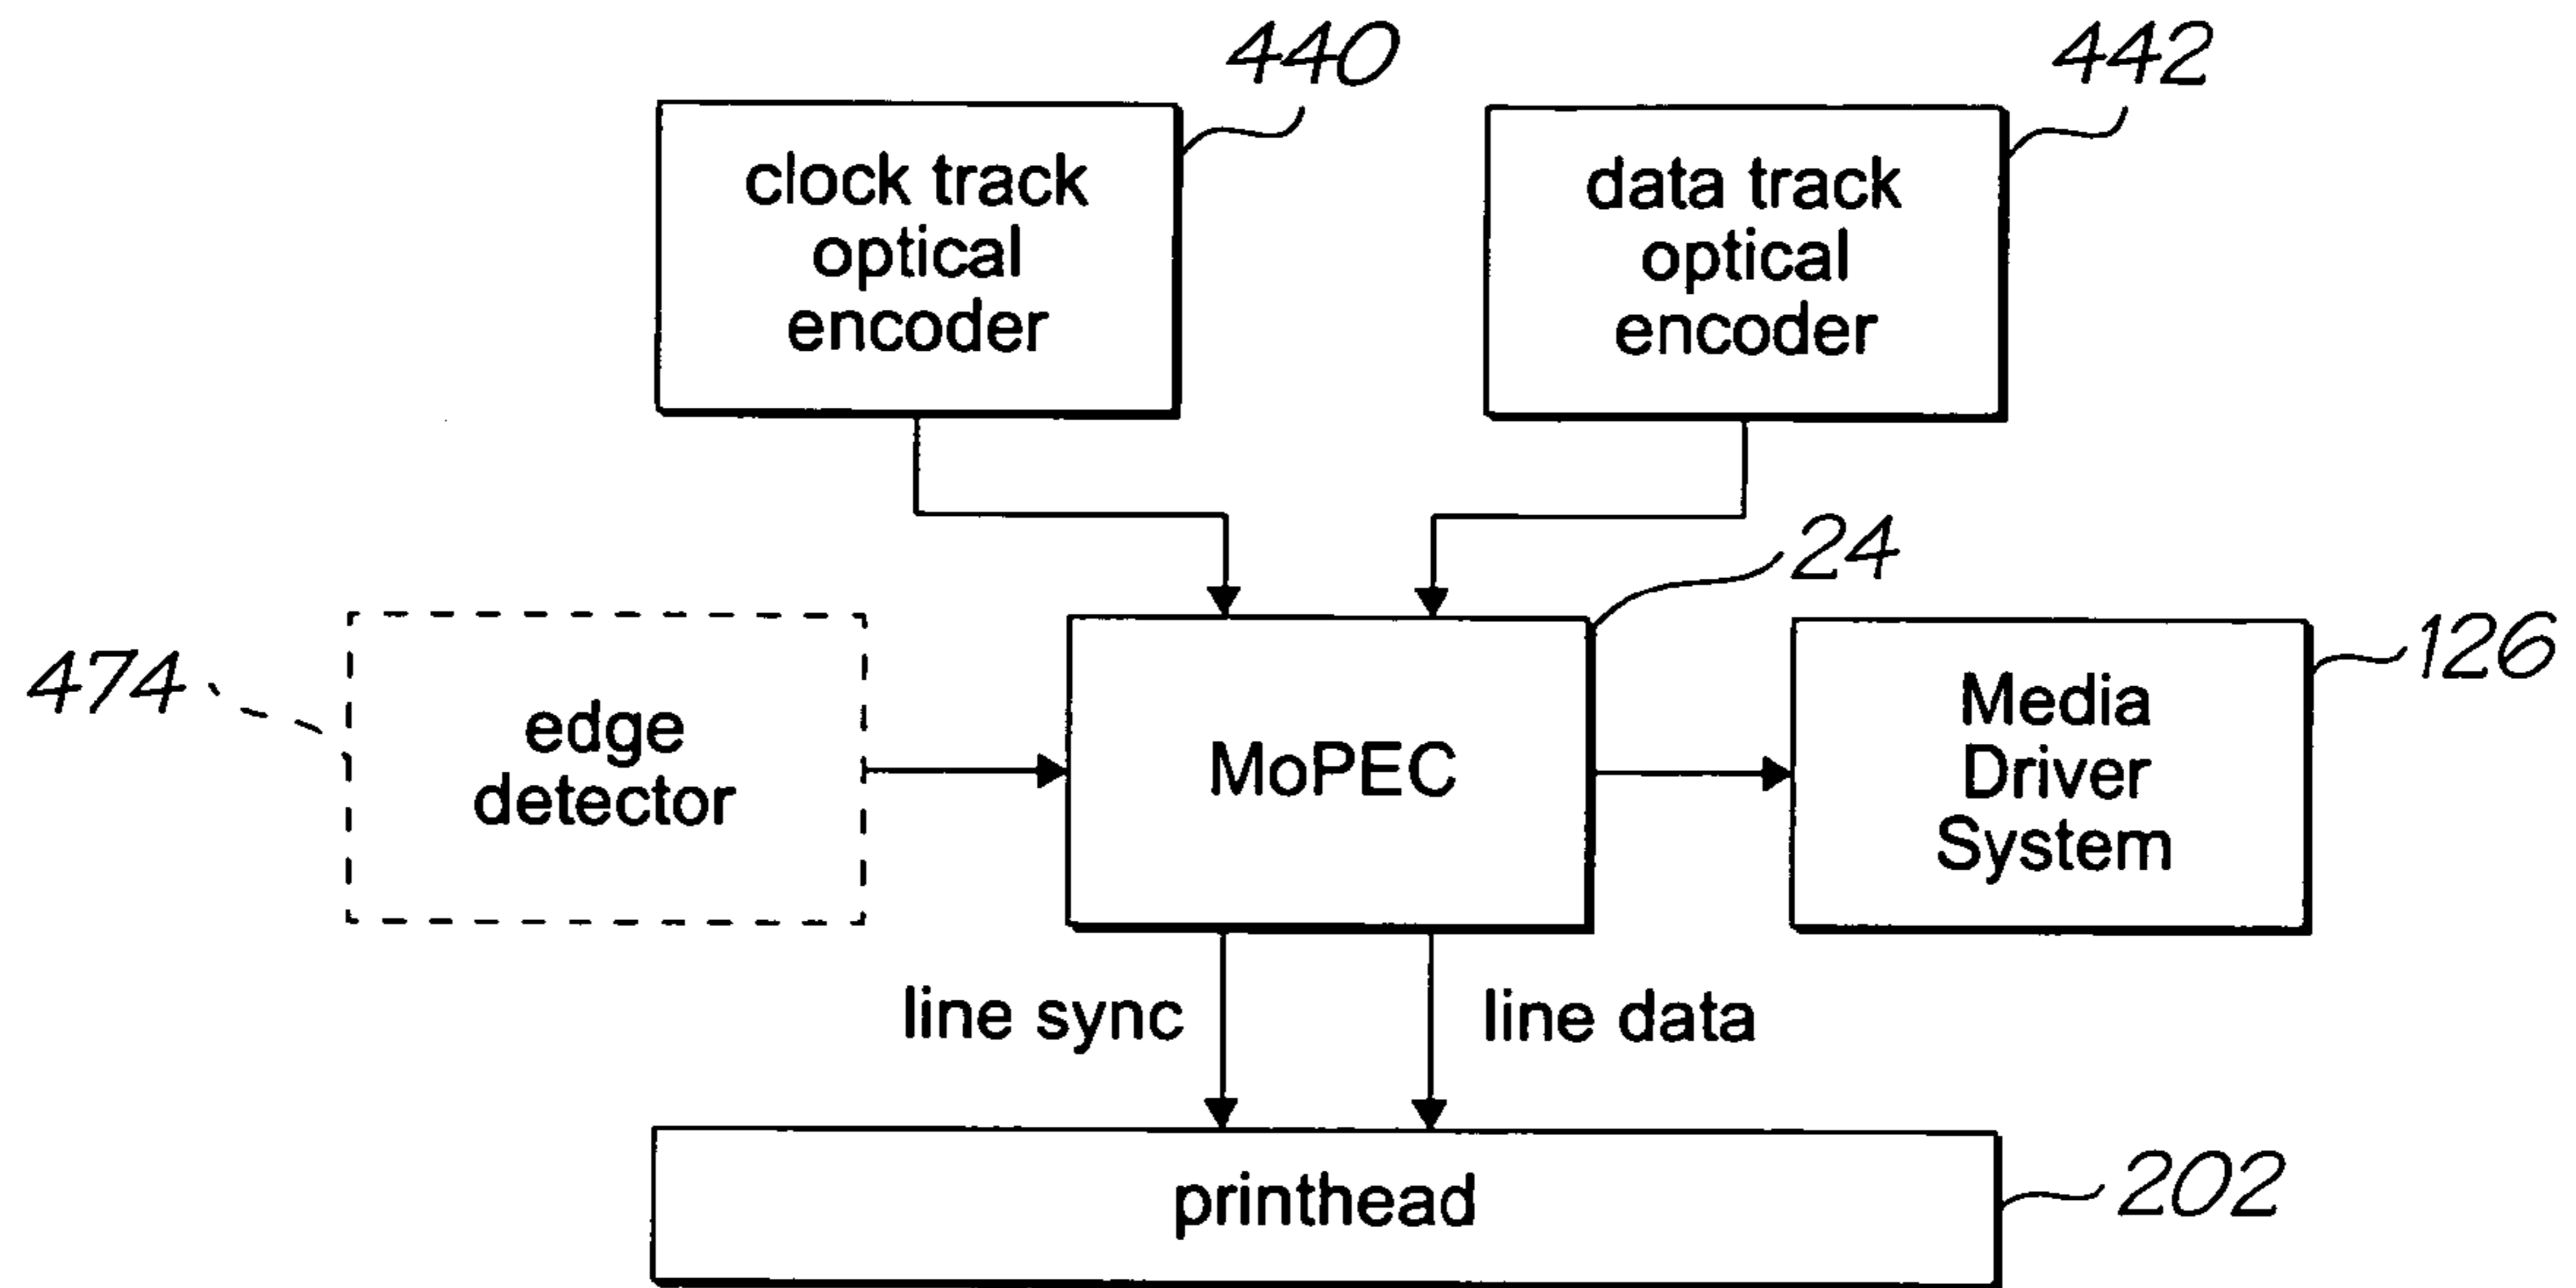 440
442
clock track
optical
encoder
data track
optical
encoder
24
474
edge
detector
MoPEC
126
Media
Driver
System
line sync
line data
printhead
202